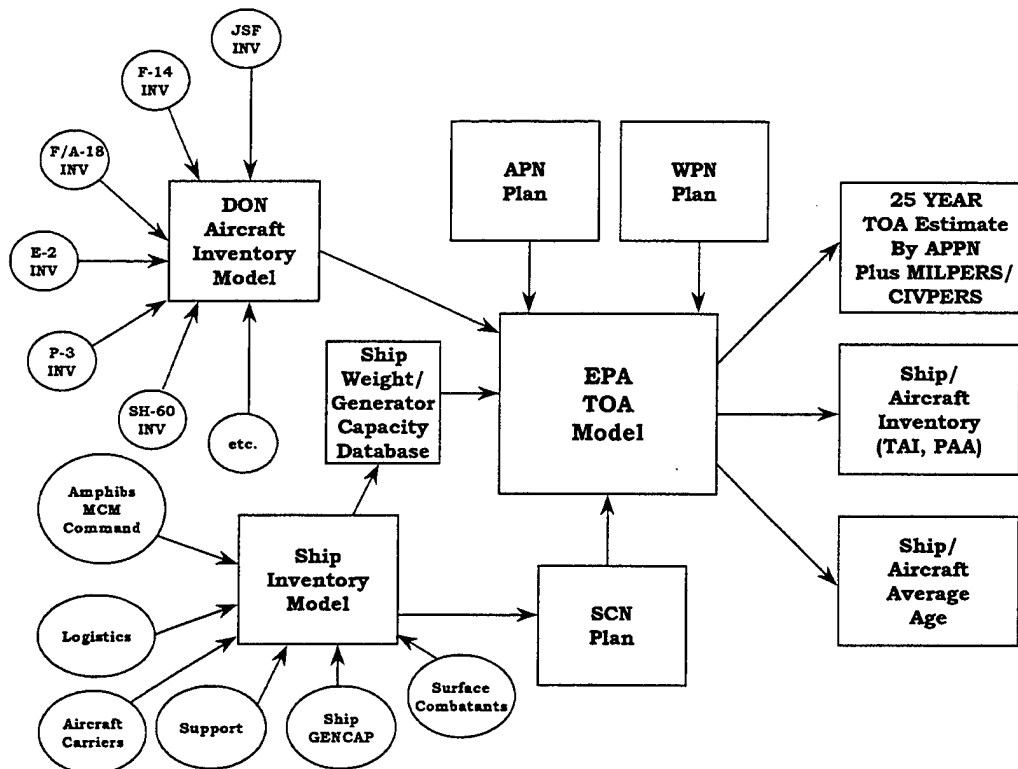 JSF
INV
F-14
INV
F/A-18
INV
E-2
INV
P-3
INV
SH-60
INV
etc.
DON
Aircraft
Inventory
Model
APN
Plan
WPN
Plan
25 YEAR
TOA Estimate
By APPN
Plus MILPERS/
CIVPERS
Ship
Weight/
Generator
Capacity
Database
EPA
TOA
Model
Ship/
Aircraft
Inventory
(TAI, PAA)
Amphibs
MCM
Command
Logistics
Aircraft
Carriers
Support
Ship
GENCAP
Surface
Combatants
Ship
Inventory
Model
SCN
Plan
Ship/
Aircraft
Average
Age